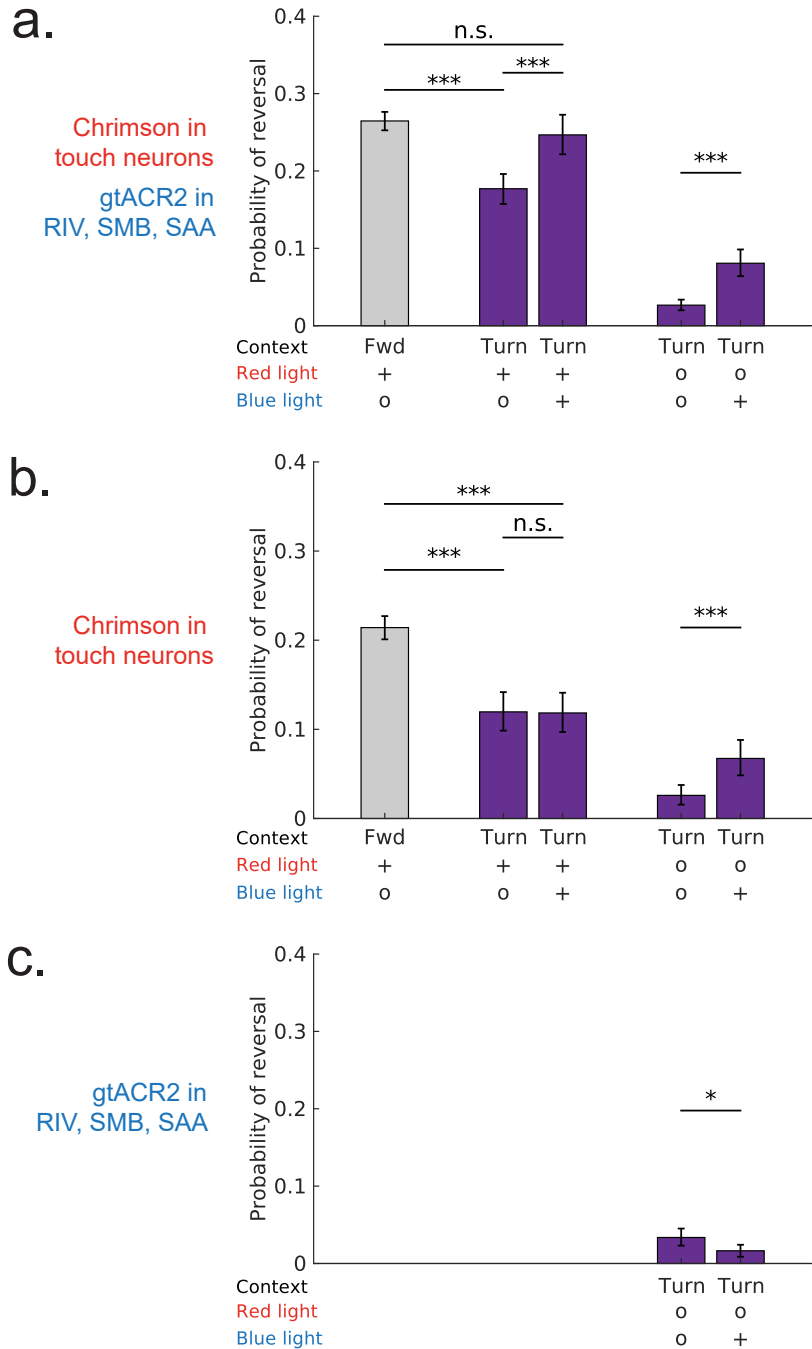 a.
Chrimson in
touch neurons
gtACR2 in
RIV, SMB, SAA
Probability of reversal
0.4
0.3
0.2
0.1
0
n.s.
***
***
***
Context Fwd Turn Turn Turn Turn
Red light + + + o o
Blue light o o + o +
b.
Chrimson in
touch neurons
Probability of reversal
0.4
0.3
0.2
0.1
0
***
n.s.
***
***
Context Fwd Turn Turn Turn Turn
Red light + + + o o
Blue light o o + o +
c.
gtACR2 in
RIV, SMB, SAA
Probability of reversal
0.4
0.3
0.2
0.1
0
*
Context Turn Turn
Red light o o
Blue light o +